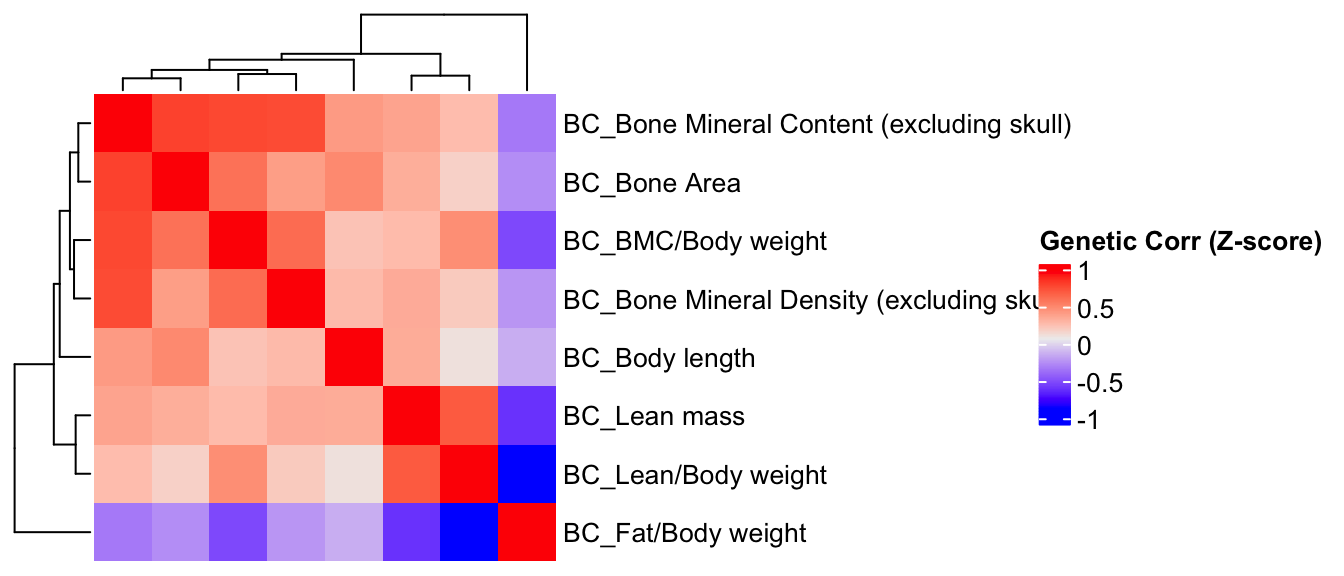 BC_Bone Mineral Content (excluding skull)
BC_Bone Area
BC_BMC/Body weight
BC_Bone Mineral Density (excluding sku
BC_Body length
BC_Lean mass
BC_Lean/Body weight
BC_Fat/Body weight
Genetic Corr (Z-score)
1
0.5
0
-0.5
-1